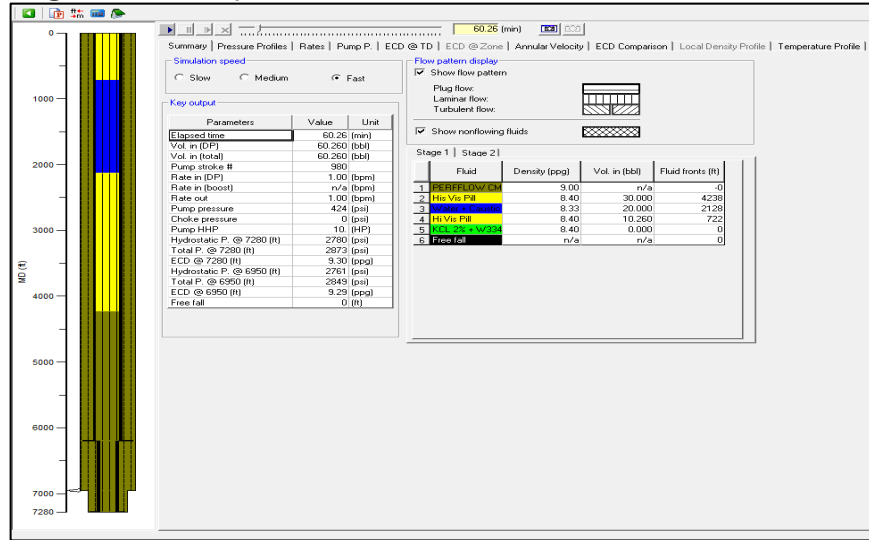 60.26 (min)
Summary | Pressure Profiles | Rates | Pump P. | ECD @ TD | ECD @ Zone | Annular Velocity | ECD Comparison | Local Density Profile | Temperature Profile |
Simulation speed
Slow Medium Fast
Flow pattern display
Show flow pattern
Plug flow:
Laminar flow:
Turbulent flow:
Show nonflowing fluids
Key output
Parameters Value Unit
Elapsed time 60.26 (min)
Vol. in (DP) 60.260 (bbl)
Vol. in (total) 60.260 (bbl)
Pump stroke # 980
Rate in (DP) 1.00 (bpm)
Rate in (boost) n/a (bpm)
Rate out 1.00 (bpm)
Pump pressure 424 (psi)
Choke pressure 0 (psi)
Pump HHP 10. (HP)
Hydrostatic P. @ 7280 (ft) 2780 (psi)
Total P. @ 7280 (ft) 2873 (psi)
ECD @ 7280 (ft) 9.30 (ppg)
Hydrostatic P. @ 6950 (ft) 2761 (psi)
Total P. @ 6950 (ft) 2849 (psi)
ECD @ 6950 (ft) 9.29 (ppg)
Free fall 0 (ft)
Stage 1 | Stage 2 |
Fluid Density (ppg) Vol. in (bbl) Fluid fronts (ft)
1 PERFFLOW CM 9.00 n/a -0
2 His Vis Pill 8.40 30.000 4238
3 8.33 20.000 2128
4 Hi Vis Pill 8.40 10.260 722
5 KCL 2% + W334 8.40 0.000 0
6 Free fall n/a n/a 0
MD (ft)
0
1000
2000
3000
4000
5000
6000
7000
7280